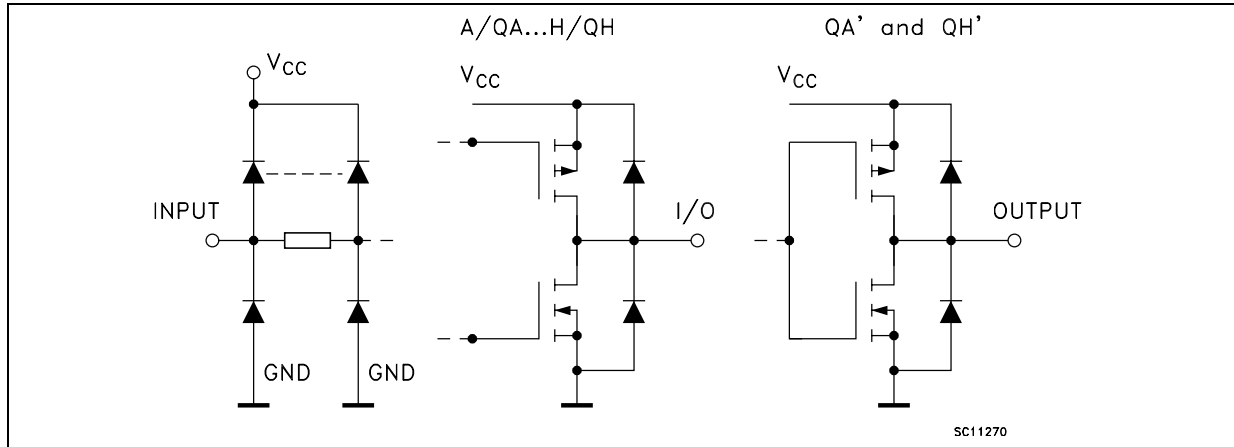 A/QA...H/QH
QA' and QH'
VCC
VCC
VCC
INPUT
I/O
OUTPUT
GND
GND
SC11270